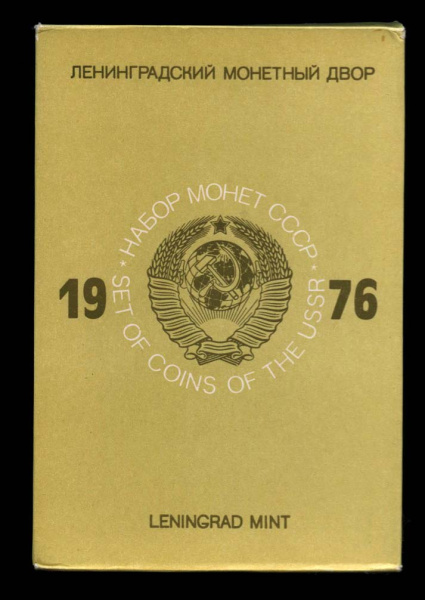 ЛЕНИНГРАДСКИЙ МОНЕТНЫЙ ДВОР
* НАБОР МОНЕТ СССР *
19 76
SET OF COINS OF THE USSR
LENINGRAD MINT